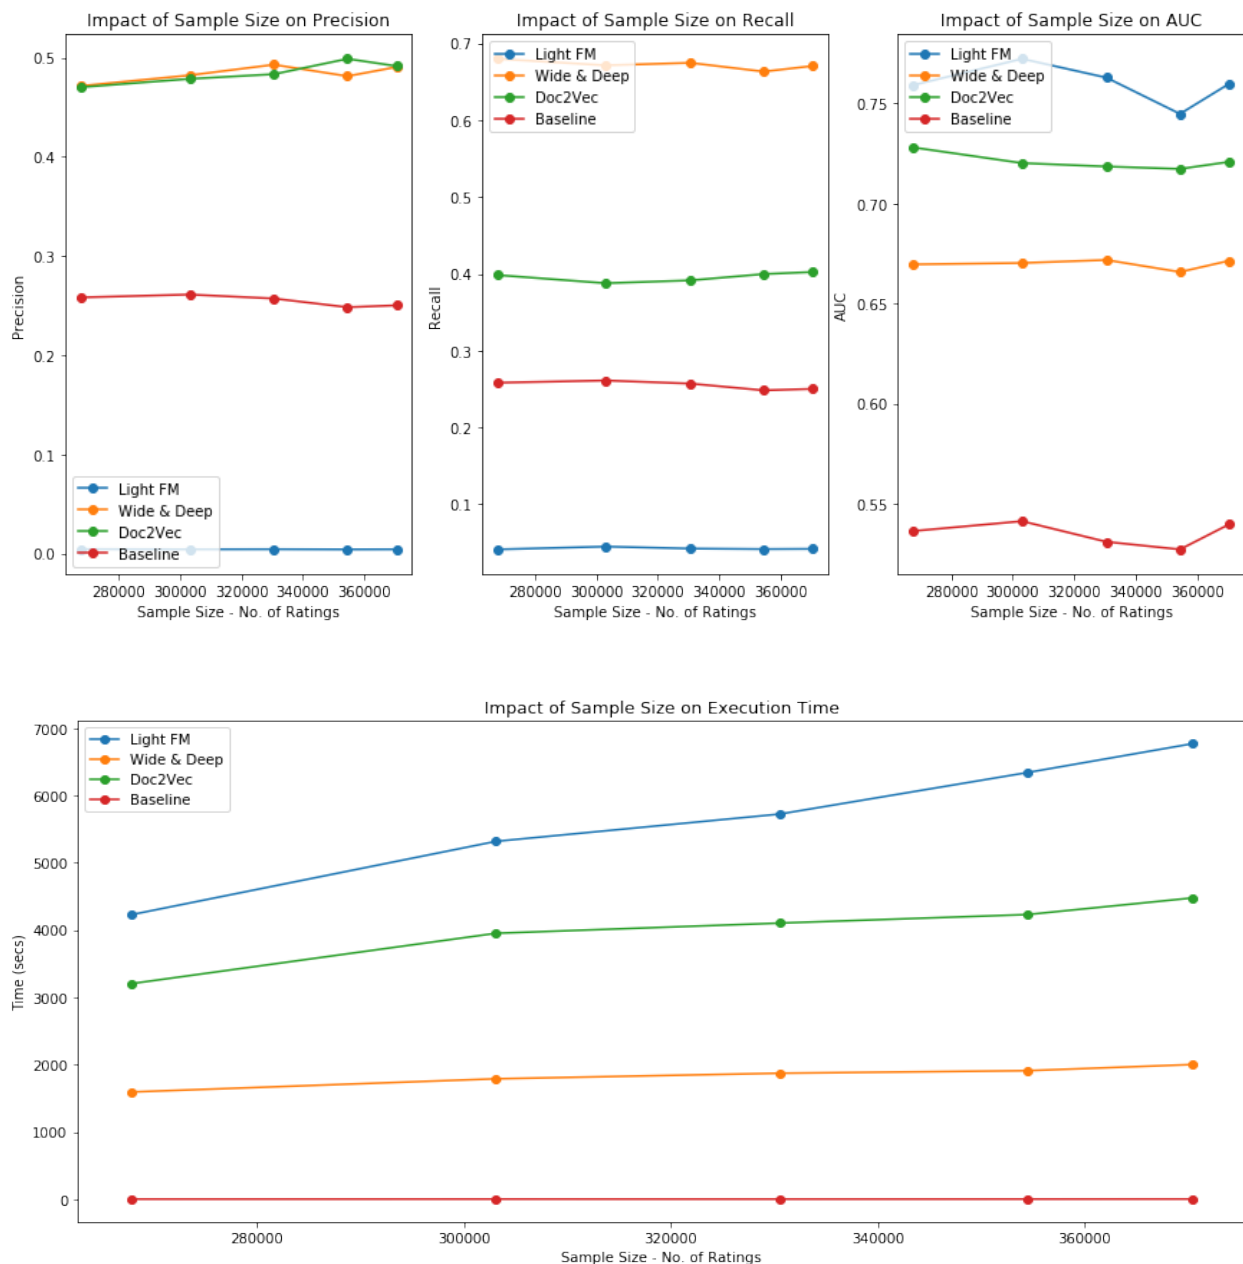 Impact of Sample Size on Precision
Precision
0.5
0.4
0.3
0.2
0.1
0.0
Light FM
Wide & Deep
Doc2Vec
Baseline
280000 300000 320000 340000 360000
Sample Size - No. of Ratings
Impact of Sample Size on Recall
Recall
0.7
0.6
0.5
0.4
0.3
0.2
0.1
Light FM
Wide & Deep
Doc2Vec
Baseline
280000 300000 320000 340000 360000
Sample Size - No. of Ratings
Impact of Sample Size on AUC
AUC
0.75
0.70
0.65
0.60
0.55
Light FM
Wide & Deep
Doc2Vec
Baseline
280000 300000 320000 340000 360000
Sample Size - No. of Ratings
Impact of Sample Size on Execution Time
Time (secs)
7000
6000
5000
4000
3000
2000
1000
0
Light FM
Wide & Deep
Doc2Vec
Baseline
280000 300000 320000 340000 360000
Sample Size - No. of Ratings